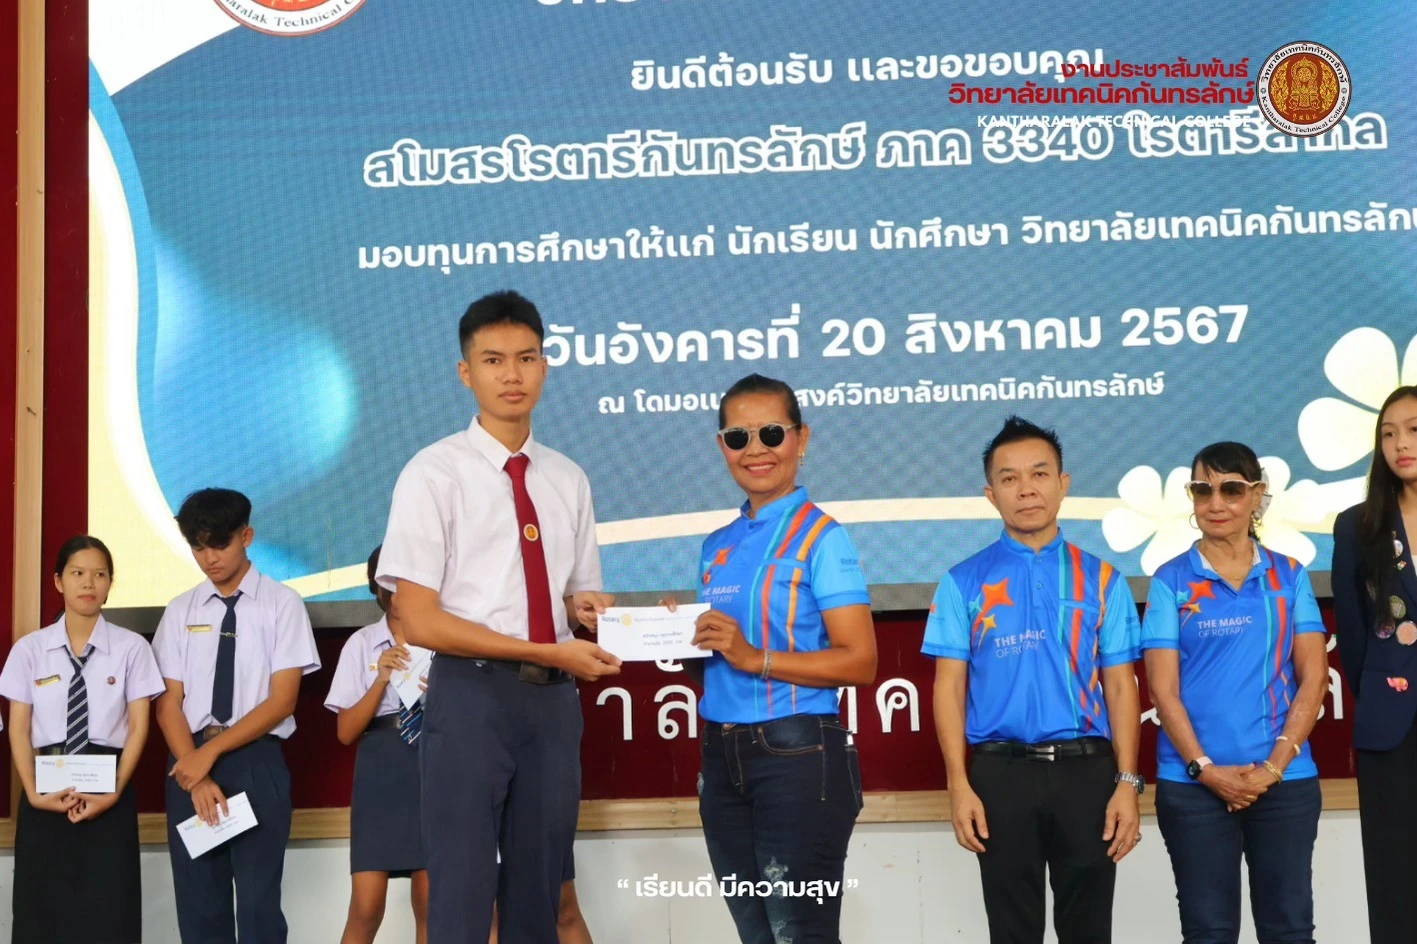 ยินดีต้อนรับ และขอขอบคุณ
งานประชาสัมพันธ์
วิทยาลัยเทคนิคกันทรลักษ์
KANTHARALAK TECHNICAL COLLEGE
สโมสรโรตารีกันทรลักษ์ ภาค 3340 โรตารีสากล
มอบทุนการศึกษาให้แก่ นักเรียน นักศึกษา วิทยาลัยเทคนิคกันทรลักษ์
วันอังคารที่ 20 สิงหาคม 2567
ณ โดมอเนกประสงค์วิทยาลัยเทคนิคกันทรลักษ์
Rotary
THE MAGIC
OF ROTARY
THE MAGIC
OF ROTARY
THE MAGIC
OF ROTARY
“ เรียนดี มีความสุข ”